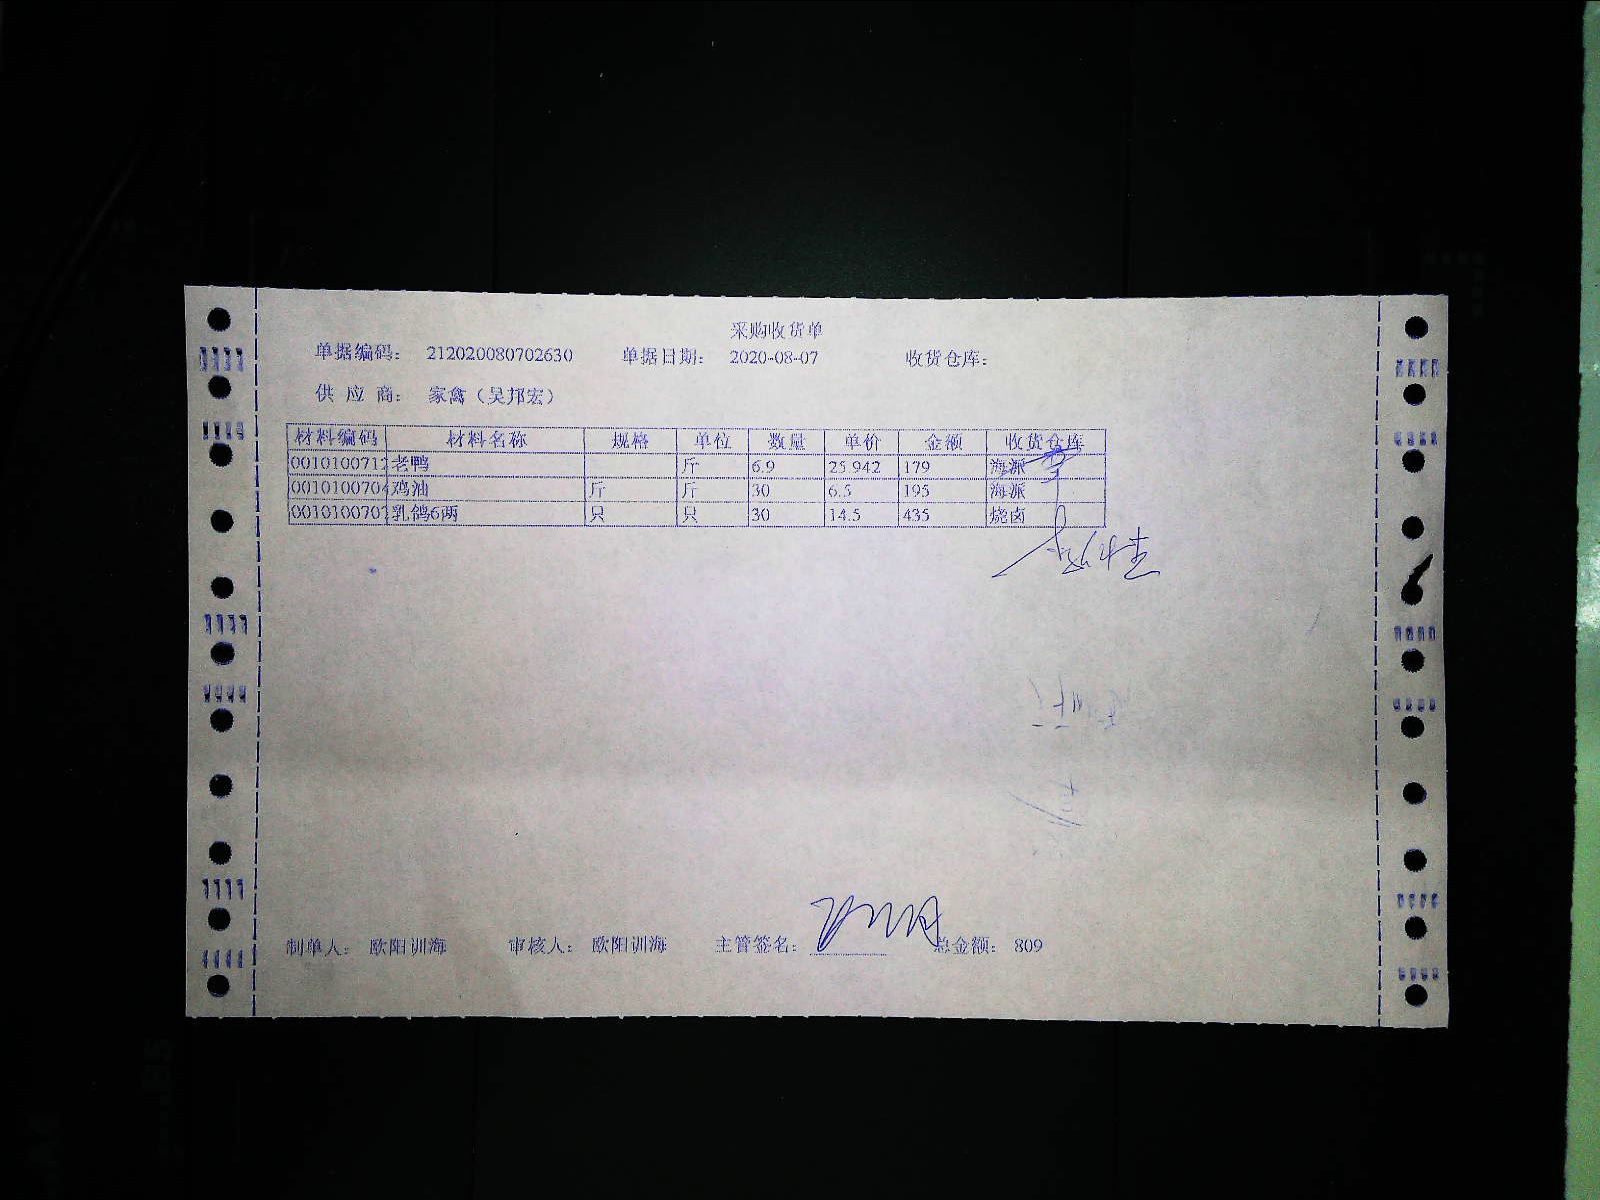 采购收货单
单据编码： 212020080702630 单据日期： 2020-08-07 收货仓库：
供 应 商： 家禽（吴邦宏）
材料编码 材料名称 规格 单位 数量 单价 金额 收货仓库
0010100712 老鸭 斤 6.9 25.942 179 海派
001010070 鸡油 斤 斤 30 6.5 195 海派
001010070 乳鸽6两 只 只 30 14.5 435 烧卤
制单人： 欧阳训海 审核人： 欧阳训海 主管签名： 总金额： 809